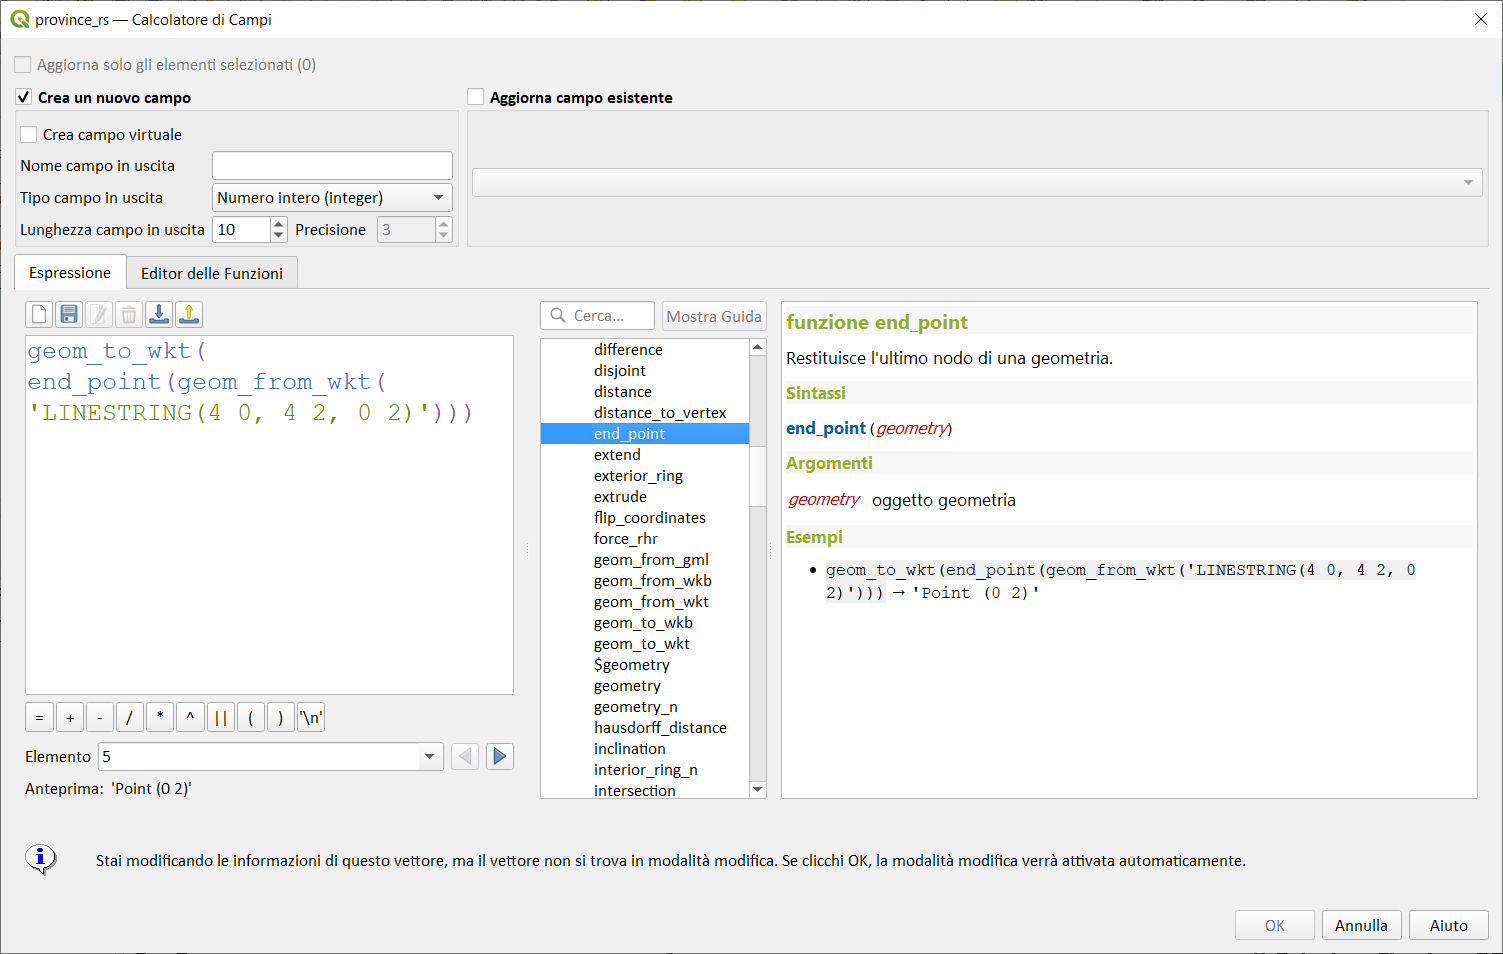 province_rs — Calcolatore di Campi
Aggiorna solo gli elementi selezionati (0)
Crea un nuovo campo
Aggiorna campo esistente
Crea campo virtuale
Nome campo in uscita
Tipo campo in uscita
Numero intero (integer)
Lunghezza campo in uscita
10
Precisione
3
Espressione
Editor delle Funzioni
geom_to_wkt(
end_point(geom_from_wkt(
'LINESTRING(4 0, 4 2, 0 2)')))
= + - / * ^ || ( ) '\n'
Elemento 5
Anteprima: 'Point (0 2)'
Cerca...
Mostra Guida
difference
disjoint
distance
distance_to_vertex
end_point
extend
exterior_ring
extrude
flip_coordinates
force_rhr
geom_from_gml
geom_from_wkb
geom_from_wkt
geom_to_wkb
geom_to_wkt
$geometry
geometry
geometry_n
hausdorff_distance
inclination
interior_ring_n
intersection
funzione end_point
Restituisce l'ultimo nodo di una geometria.
Sintassi
end_point (geometry)
Argomenti
geometry oggetto geometria
Esempi
• geom_to_wkt(end_point(geom_from_wkt('LINESTRING(4 0, 4 2, 0
2)'))) → 'Point (0 2)'
Stai modificando le informazioni di questo vettore, ma il vettore non si trova in modalità modifica. Se clicchi OK, la modalità modifica verrà attivata automaticamente.
OK
Annulla
Aiuto